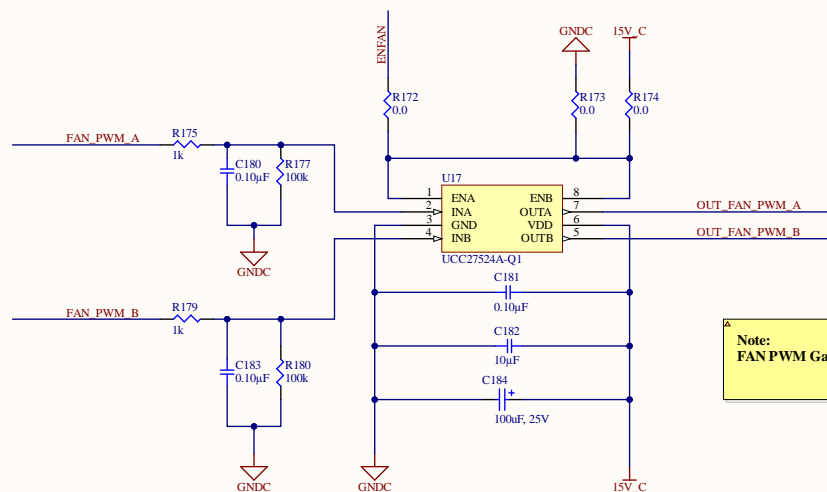 ENFAN
GNDC
15V_C
R172
0.0
R173
0.0
R174
0.0
FAN_PWM_A
R175
1k
C180
0.10µF
R177
100k
U17
1
ENA
ENB
8
2
INA
OUTA
7
OUT_FAN_PWM_A
3
GND
VDD
6
4
INB
OUTB
5
OUT_FAN_PWM_B
UCC27524A-Q1
GNDC
C181
0.10µF
FAN_PWM_B
R179
1k
C182
10µF
Note:
FAN PWM Ga
C183
0.10µF
R180
100k
C184
+
100uF, 25V
GNDC
GNDC
15V_C